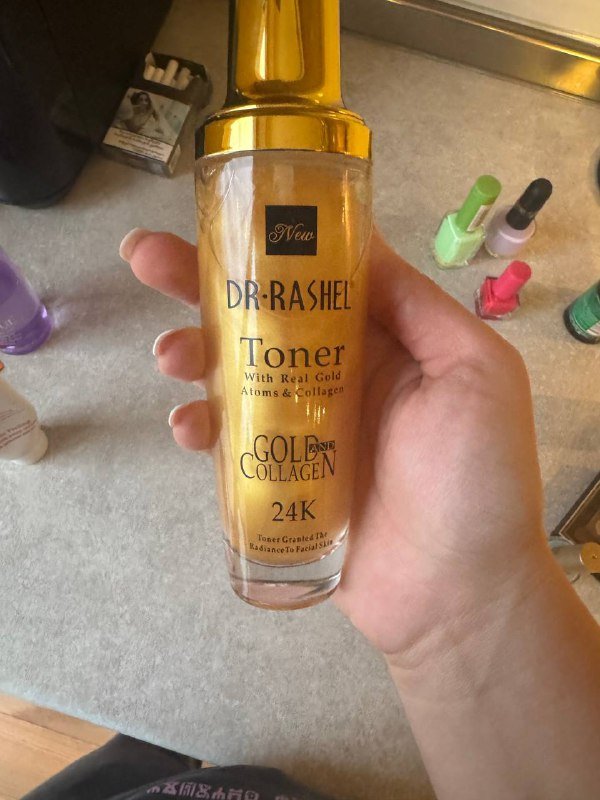 New
DR·RASHEL
Toner
With Real Gold
Atoms & Collagen
GOLD AND
COLLAGEN
24K
Toner Granted The
Radiance To Facial Skin